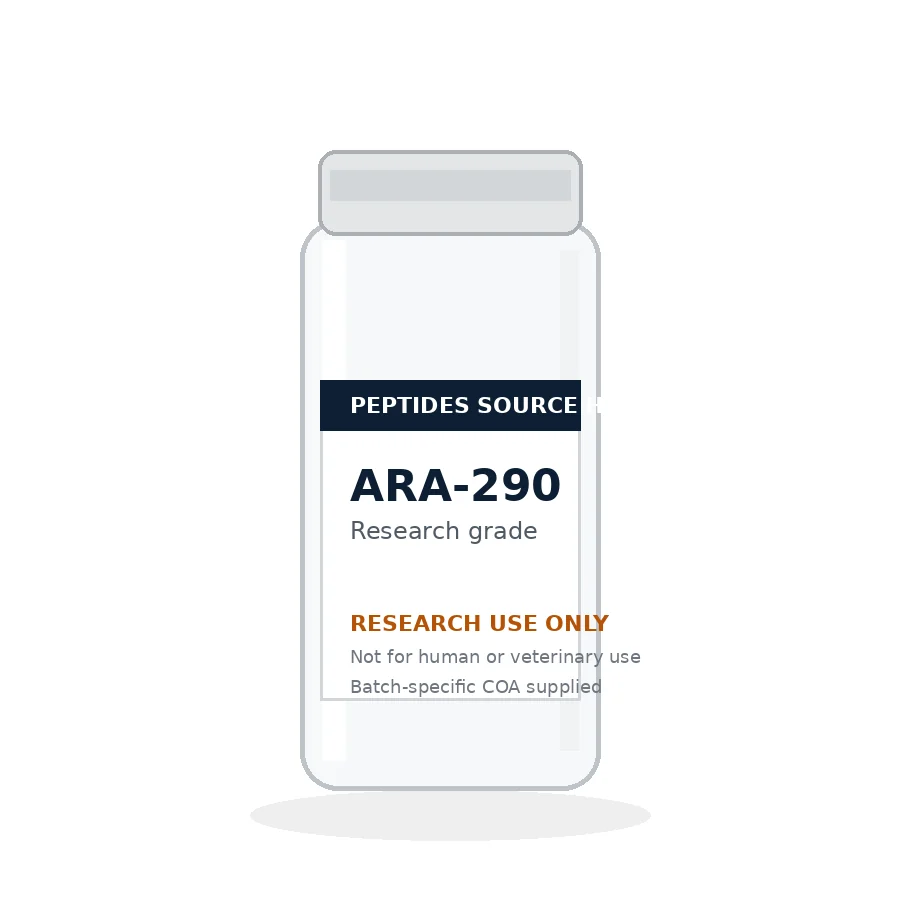 PEPTIDES SOURCE H
ARA-290
Research grade
RESEARCH USE ONLY
Not for human or veterinary use
Batch-specific COA supplied